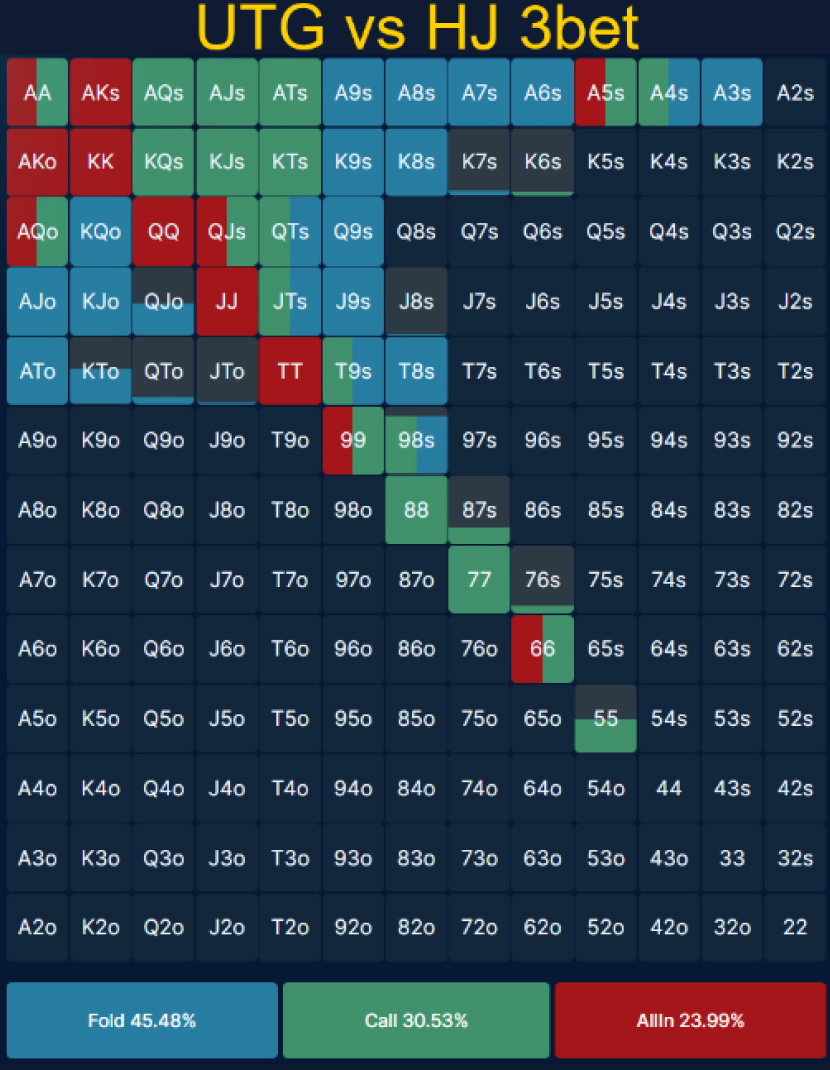 UTG vs HJ 3bet
AA AKs AQs AJs ATs A9s A8s A7s A6s A5s A4s A3s A2s
AKo KK KQs KJs KTs K9s K8s K7s K6s K5s K4s K3s K2s
AQo KQo QQ QJs QTs Q9s Q8s Q7s Q6s Q5s Q4s Q3s Q2s
AJo KJo QJo JJ JTs J9s J8s J7s J6s J5s J4s J3s J2s
ATo KTo QTo JTo TT T9s T8s T7s T6s T5s T4s T3s T2s
A9o K9o Q9o J9o T9o 99 98s 97s 96s 95s 94s 93s 92s
A8o K8o Q8o J8o T8o 98o 88 87s 86s 85s 84s 83s 82s
A7o K7o Q7o J7o T7o 97o 87o 77 76s 75s 74s 73s 72s
A6o K6o Q6o J6o T6o 96o 86o 76o 66 65s 64s 63s 62s
A5o K5o Q5o J5o T5o 95o 85o 75o 65o 55 54s 53s 52s
A4o K4o Q4o J4o T4o 94o 84o 74o 64o 54o 44 43s 42s
A3o K3o Q3o J3o T3o 93o 83o 73o 63o 53o 43o 33 32s
A2o K2o Q2o J2o T2o 92o 82o 72o 62o 52o 42o 32o 22
Fold 45.48% Call 30.53% AllIn 23.99%